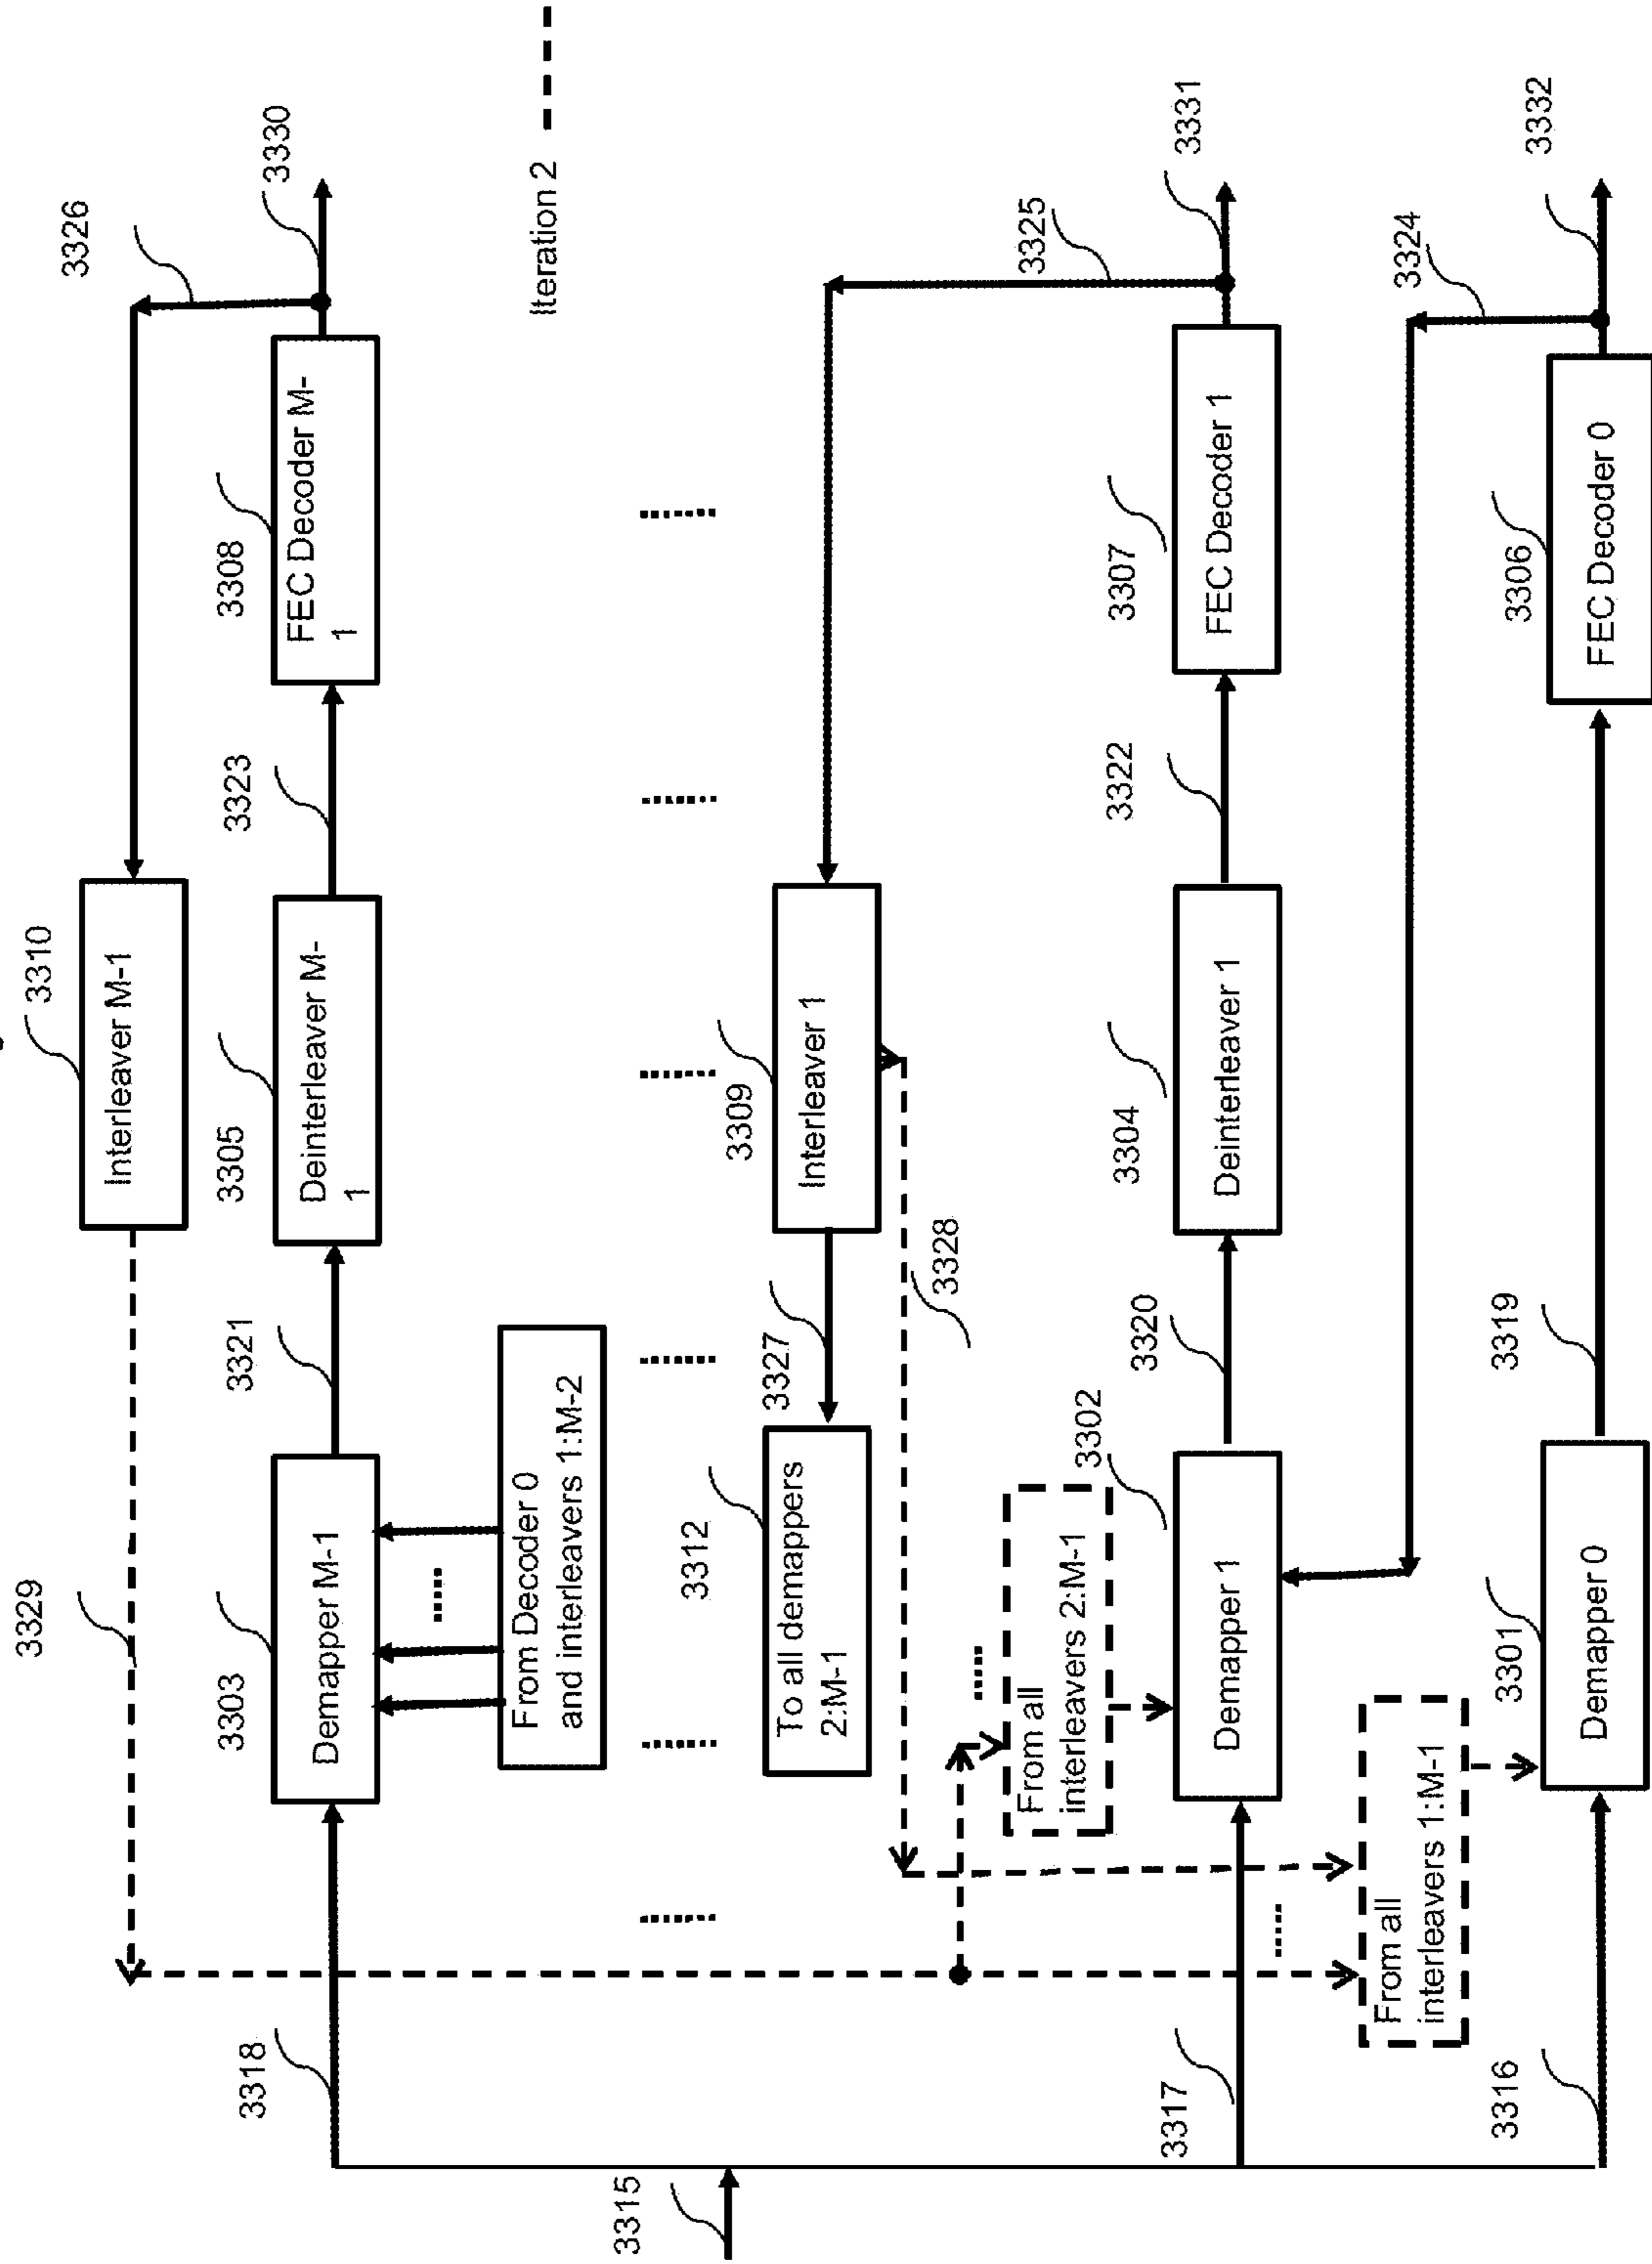 3310
3326
Interleaver M-1
3329
3330
3318
3303
3321
3305
3323
3308
Demapper M-1
Deinterleaver M-
1
FEC Decoder M-
1
From Decoder 0
and interleavers 1:M-2
Iteration 2
3315
3312
3327
3309
To all demappers
2:M-1
Interleaver 1
3328
From all
interleavers 2:M-1
3325
3331
3317
3302
3320
3304
3322
3307
Demapper 1
Deinterleaver 1
FEC Decoder 1
From all
interleavers 1:M-1
3324
3332
3316
3301
3319
3306
Demapper 0
FEC Decoder 0